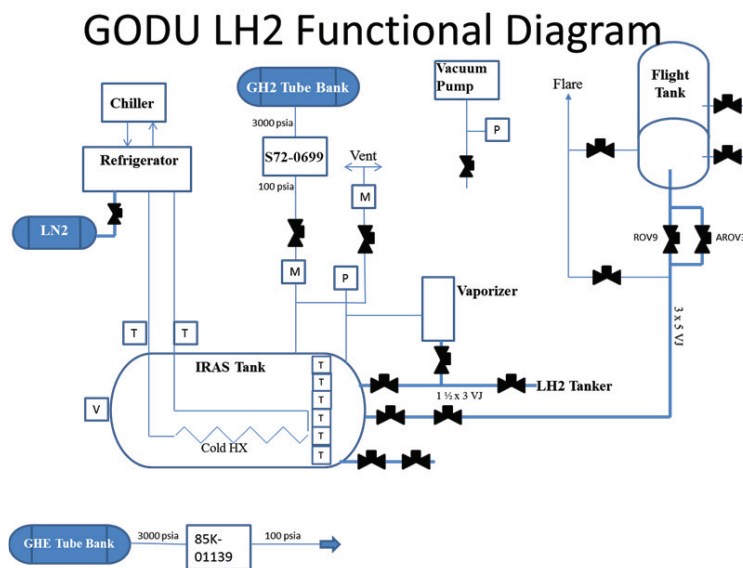 GODU LH2 Functional Diagram
GH2 Tube Bank
Vacuum
Pump
Flight
Tank
Flare
Chiller
3000 psia
P
S72-0699
Vent
Refrigerator
100 psia
M
LN2
ROV9
AROV3
M
P
Vaporizer
3 x 5 VJ
T
T
IRAS Tank
T
T
T
T
T
T
LH2 Tanker
1 ½ x 3 VJ
V
Cold HX
GHE Tube Bank
3000 psia
85K-
01139
100 psia